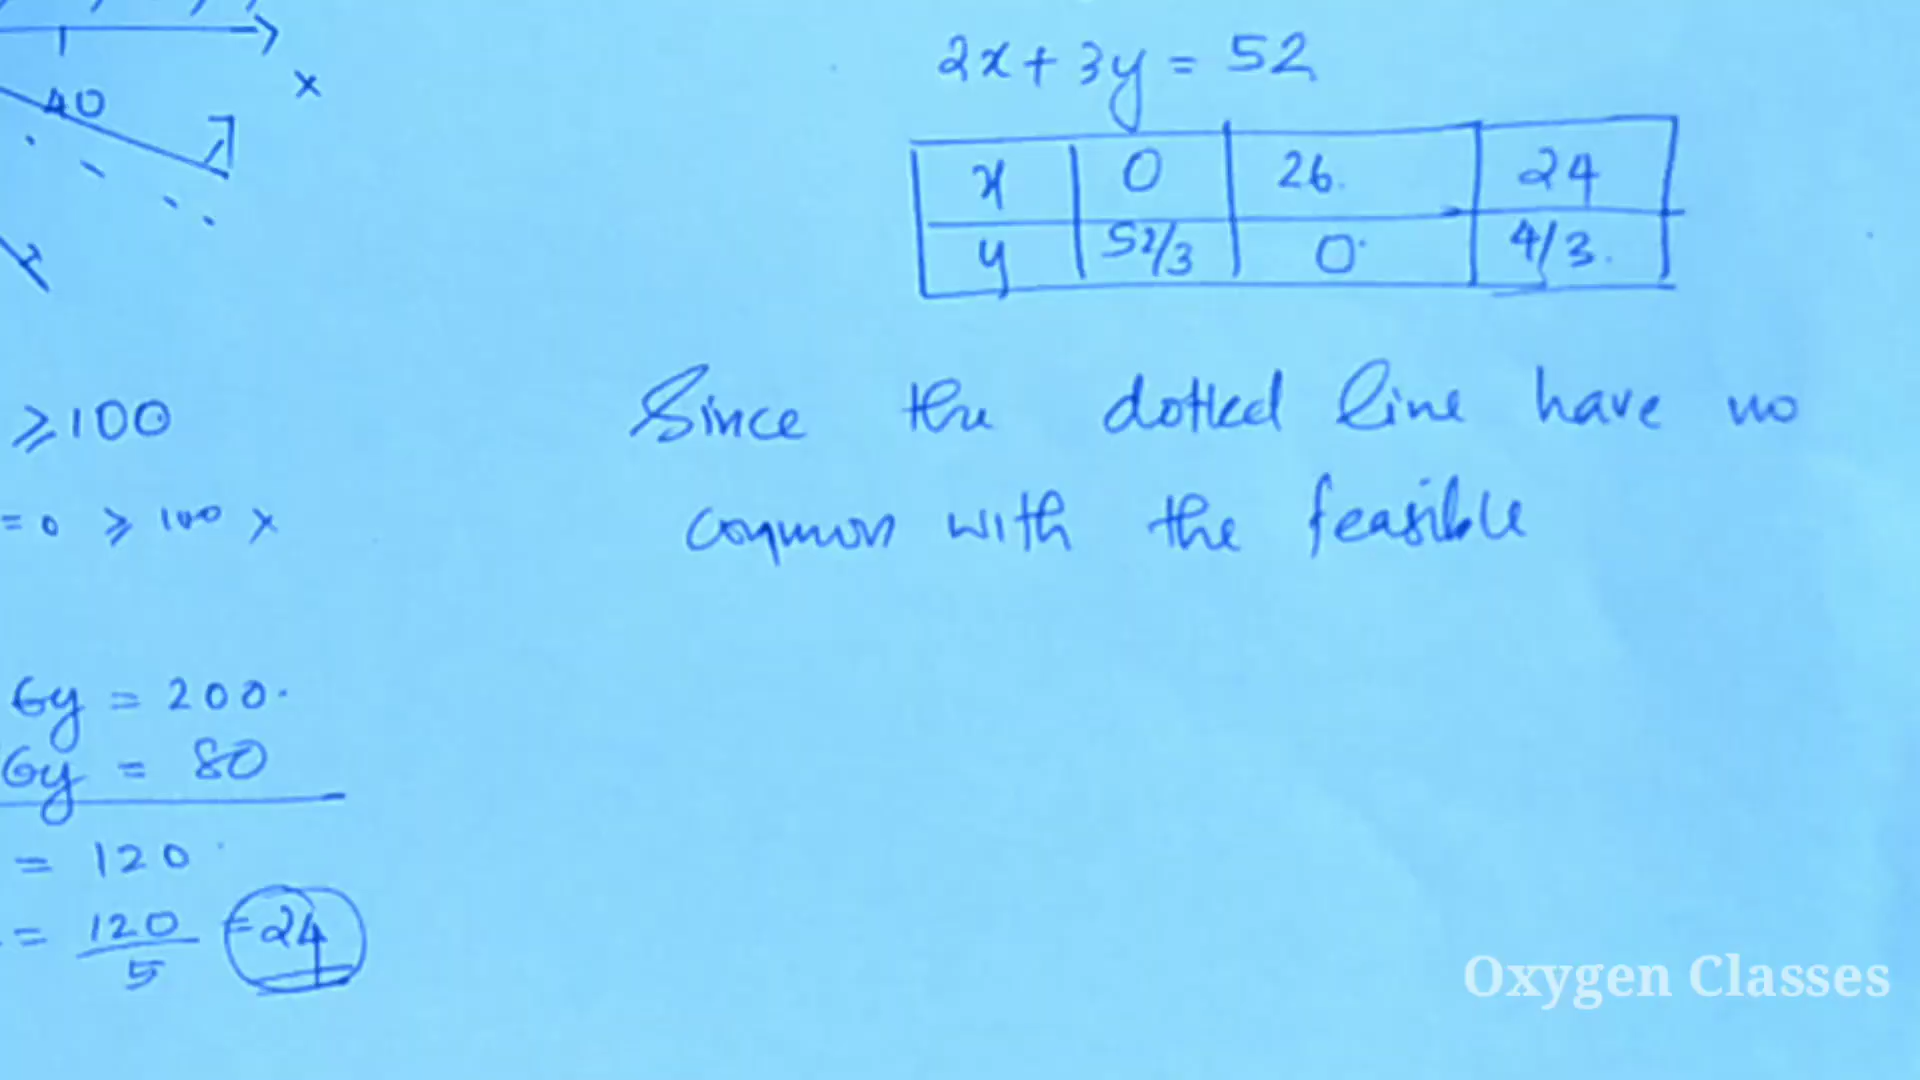 x
40
⩾ 100
= 0 ⩾ 100 x
6y = 200.
6y = 80
= 120
= 120/5 = 24
2x + 3y = 52
x 0 26. 24
y 52/3 0 4/3.
Since the dotted line have no
common with the feasible
Oxygen Classes